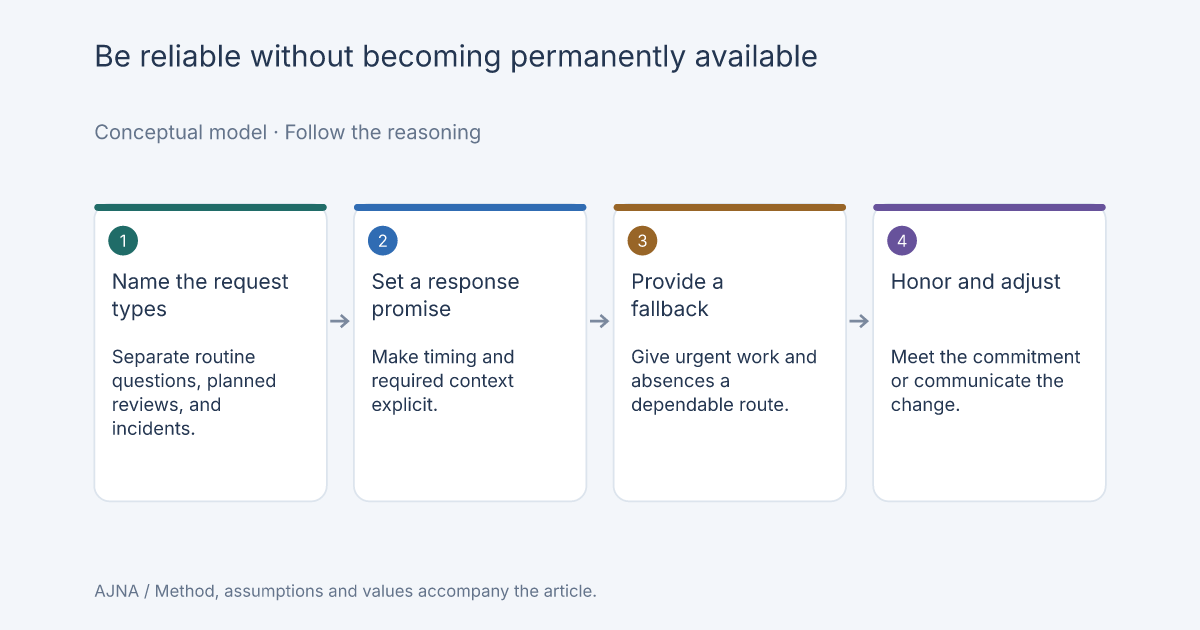 Be reliable without becoming permanently available
Conceptual model · Follow the reasoning
1
Name the request
types
Separate routine
questions, planned
reviews, and
incidents.
2
Set a response
promise
Make timing and
required context
explicit.
3
Provide a
fallback
Give urgent work and
absences a
dependable route.
4
Honor and adjust
Meet the commitment
or communicate the
change.
AJNA / Method, assumptions and values accompany the article.